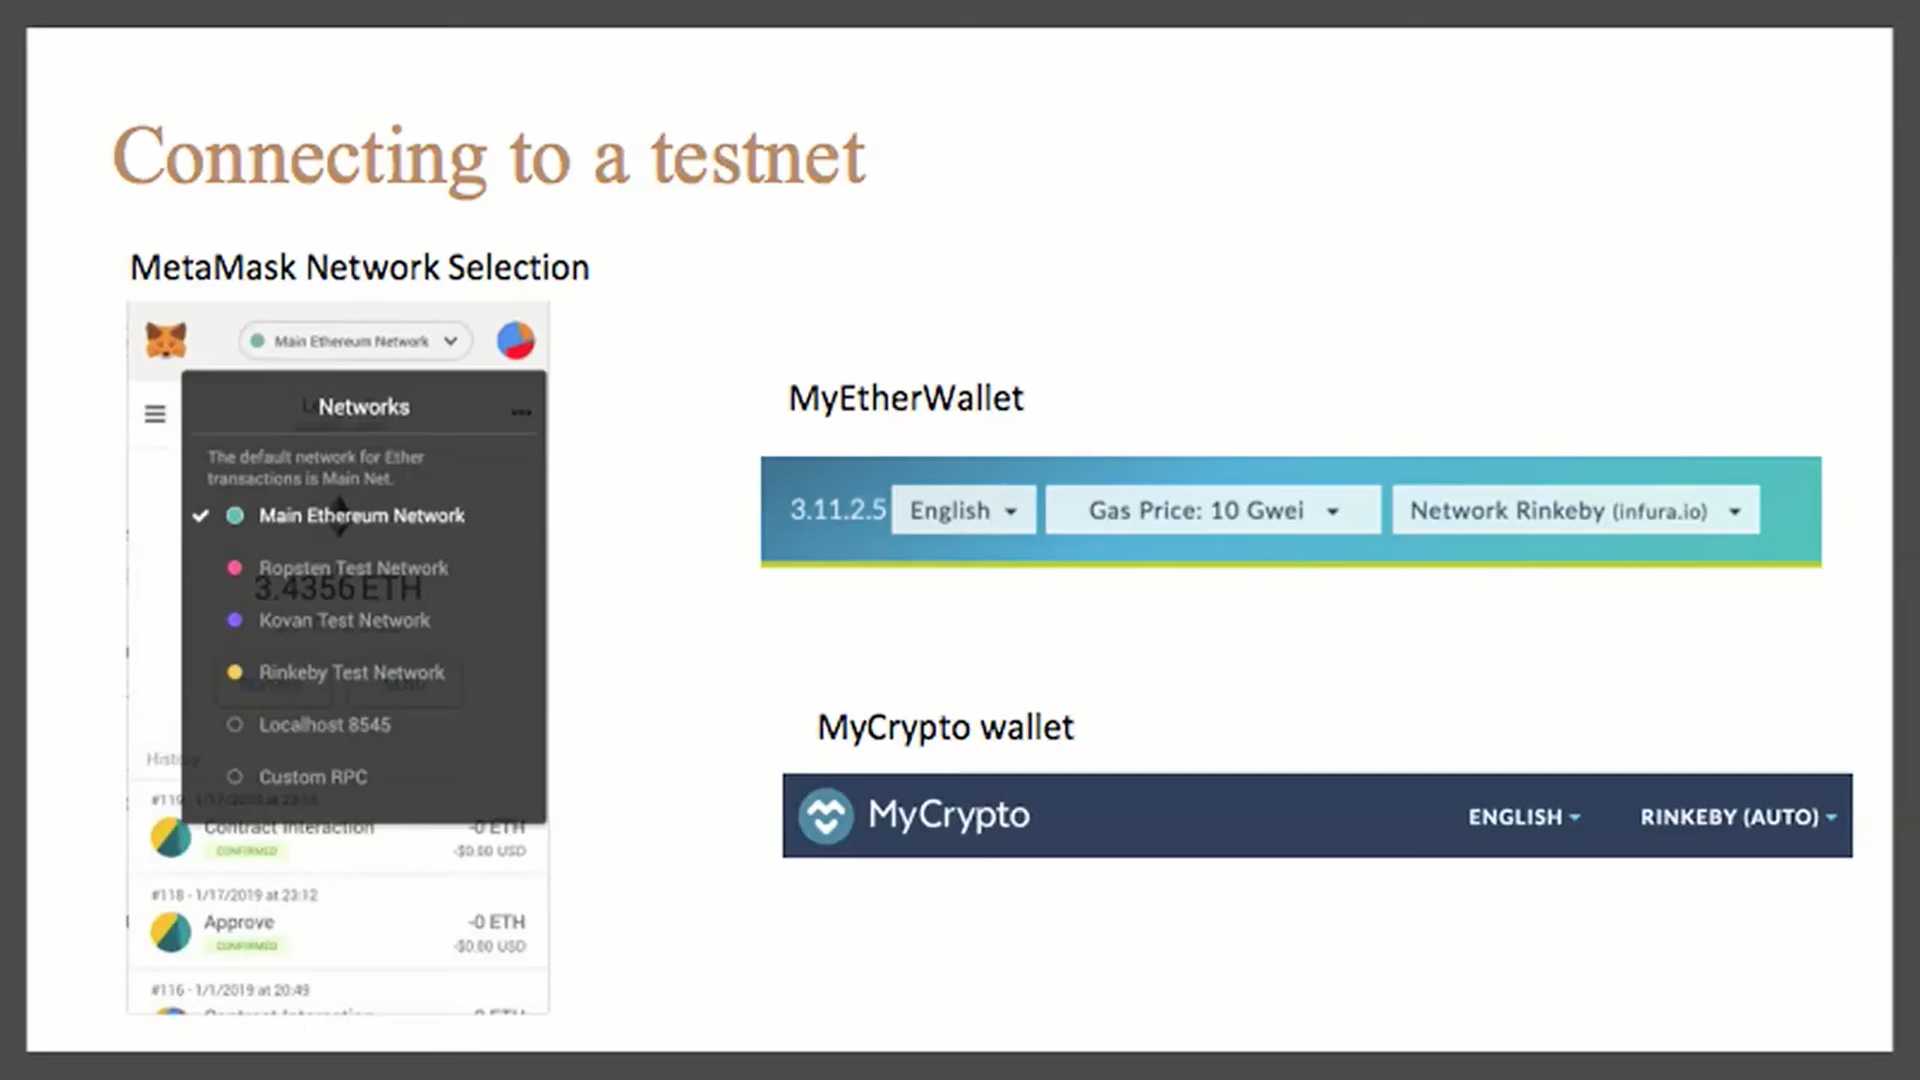 Connecting to a testnet
MetaMask Network Selection
Main Ethereum Network
Networks
The default network for Ether
transactions is Main Net.
Main Ethereum Network
Ropsten Test Network
3.4356 ETH
Kovan Test Network
Rinkeby Test Network
Localhost 8545
Custom RPC
#119 - 1/17/2019 at
Contract Interaction
-0 ETH
CONFIRMED
-$0.00 USD
#118 - 1/17/2019 at 23:12
Approve
-0 ETH
CONFIRMED
-$0.00 USD
#116 - 1/1/2019 at 20:49
MyEtherWallet
3.11.2.5 English Gas Price: 10 Gwei Network Rinkeby (infura.io)
MyCrypto wallet
MyCrypto ENGLISH RINKEBY (AUTO)